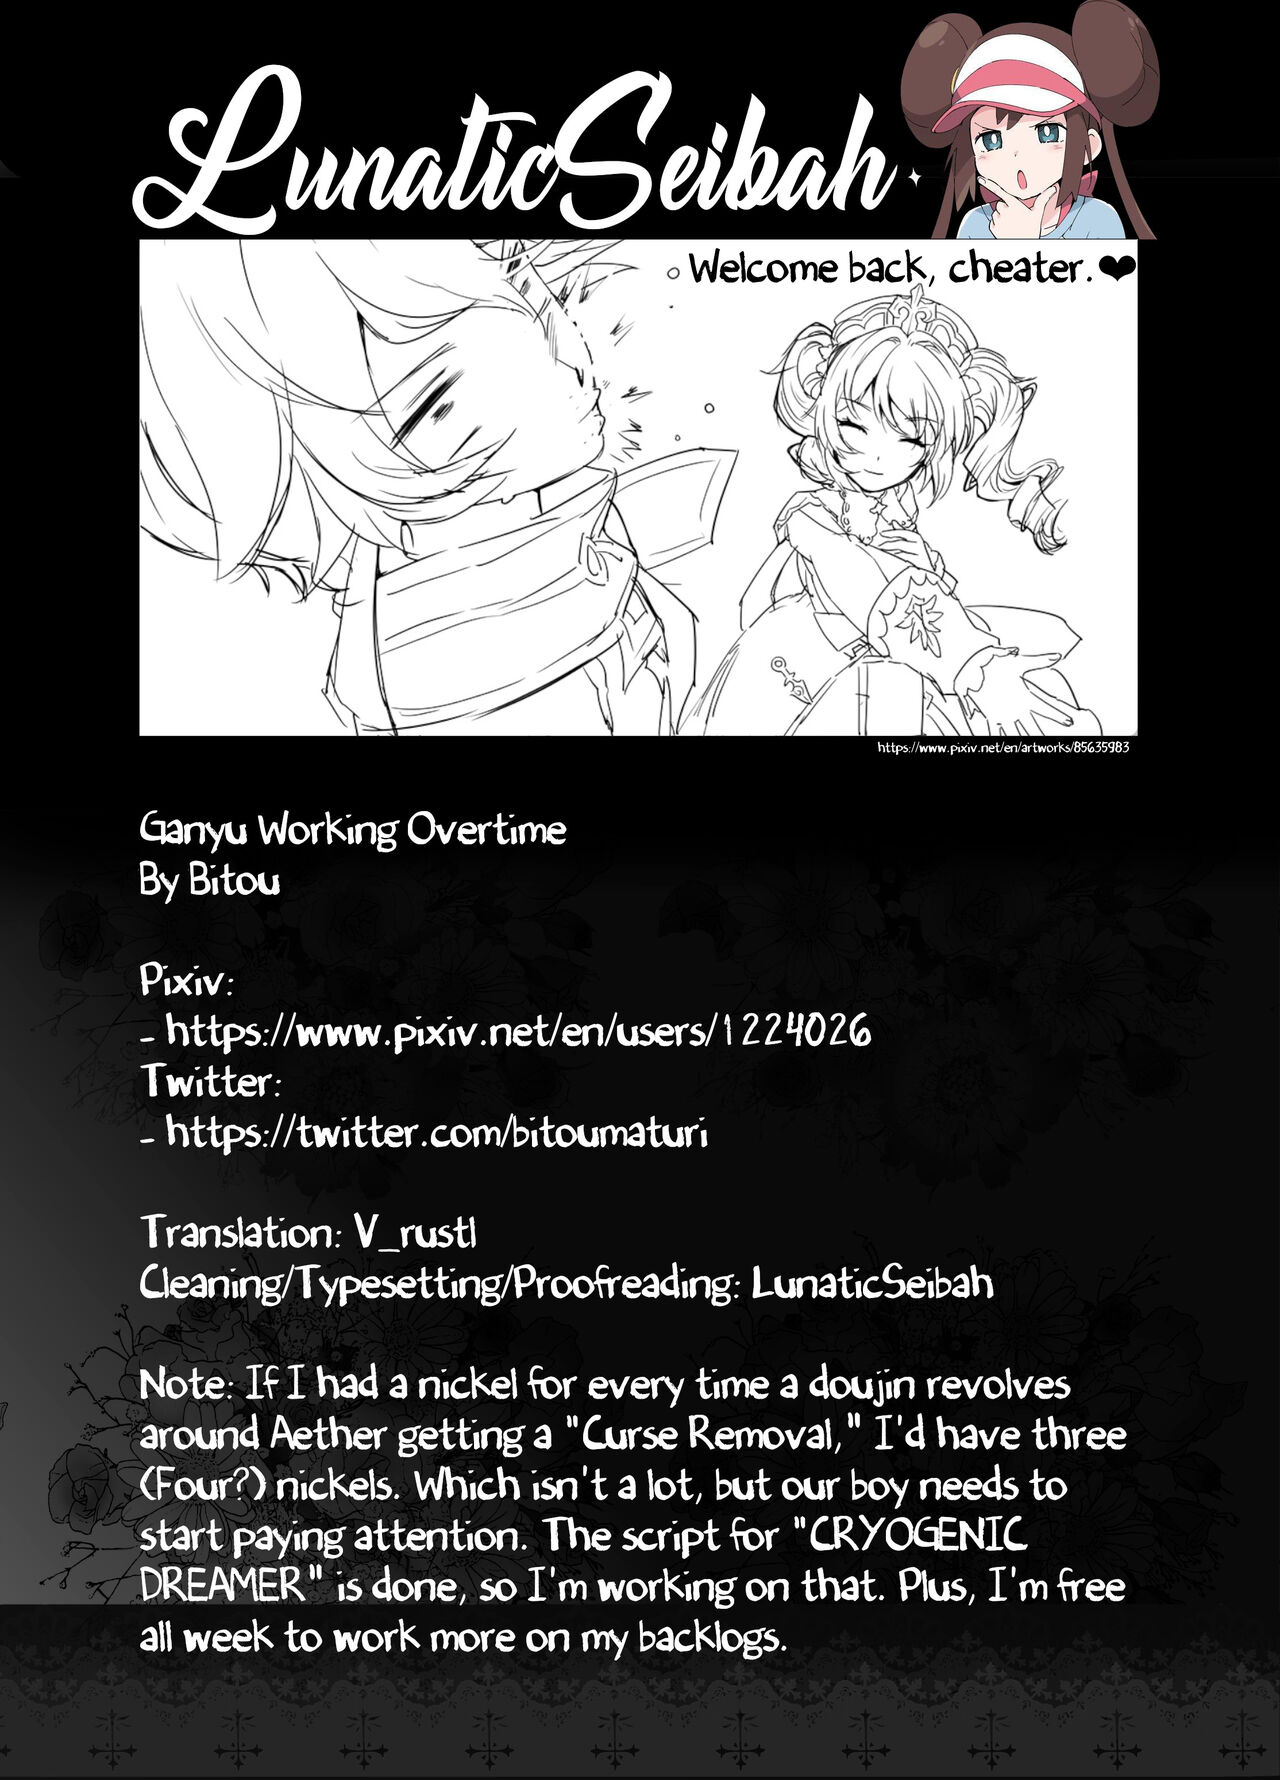 LunaticSeibah
Welcome back, cheater.❤
https://www.pixiv.net/en/artworks/85635983
Ganyu Working Overtime
By Bitou
Pixiv:
- https://www.pixiv.net/en/users/1224026
Twitter:
- https://twitter.com/bitoumaturi
Translation: V_rustl
Cleaning/Typesetting/Proofreading: LunaticSeibah
Note: If I had a nickel for every time a doujin revolves
around Aether getting a "Curse Removal," I'd have three
(Four?) nickels. Which isn't a lot, but our boy needs to
start paying attention. The script for "CRYOGENIC
DREAMER" is done, so I'm working on that. Plus, I'm free
all week to work more on my backlogs.